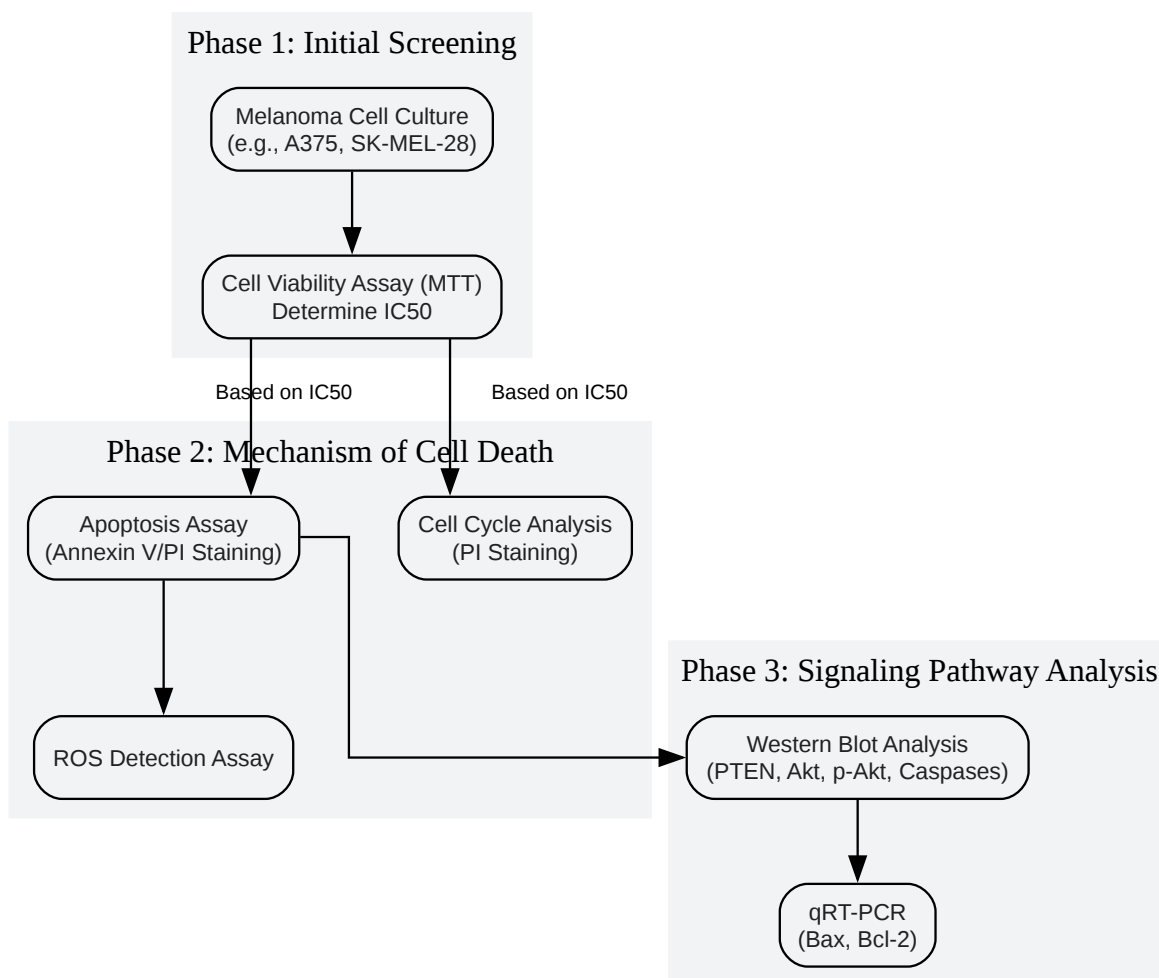 Phase 1: Initial Screening
Melanoma Cell Culture
(e.g., A375, SK-MEL-28)
Cell Viability Assay (MTT)
Determine IC50
Based on IC50
Based on IC50
Phase 2: Mechanism of Cell Death
Apoptosis Assay
(Annexin V/PI Staining)
Cell Cycle Analysis
(PI Staining)
ROS Detection Assay
Phase 3: Signaling Pathway Analysis
Western Blot Analysis
(PTEN, Akt, p-Akt, Caspases)
qRT-PCR
(Bax, Bcl-2)